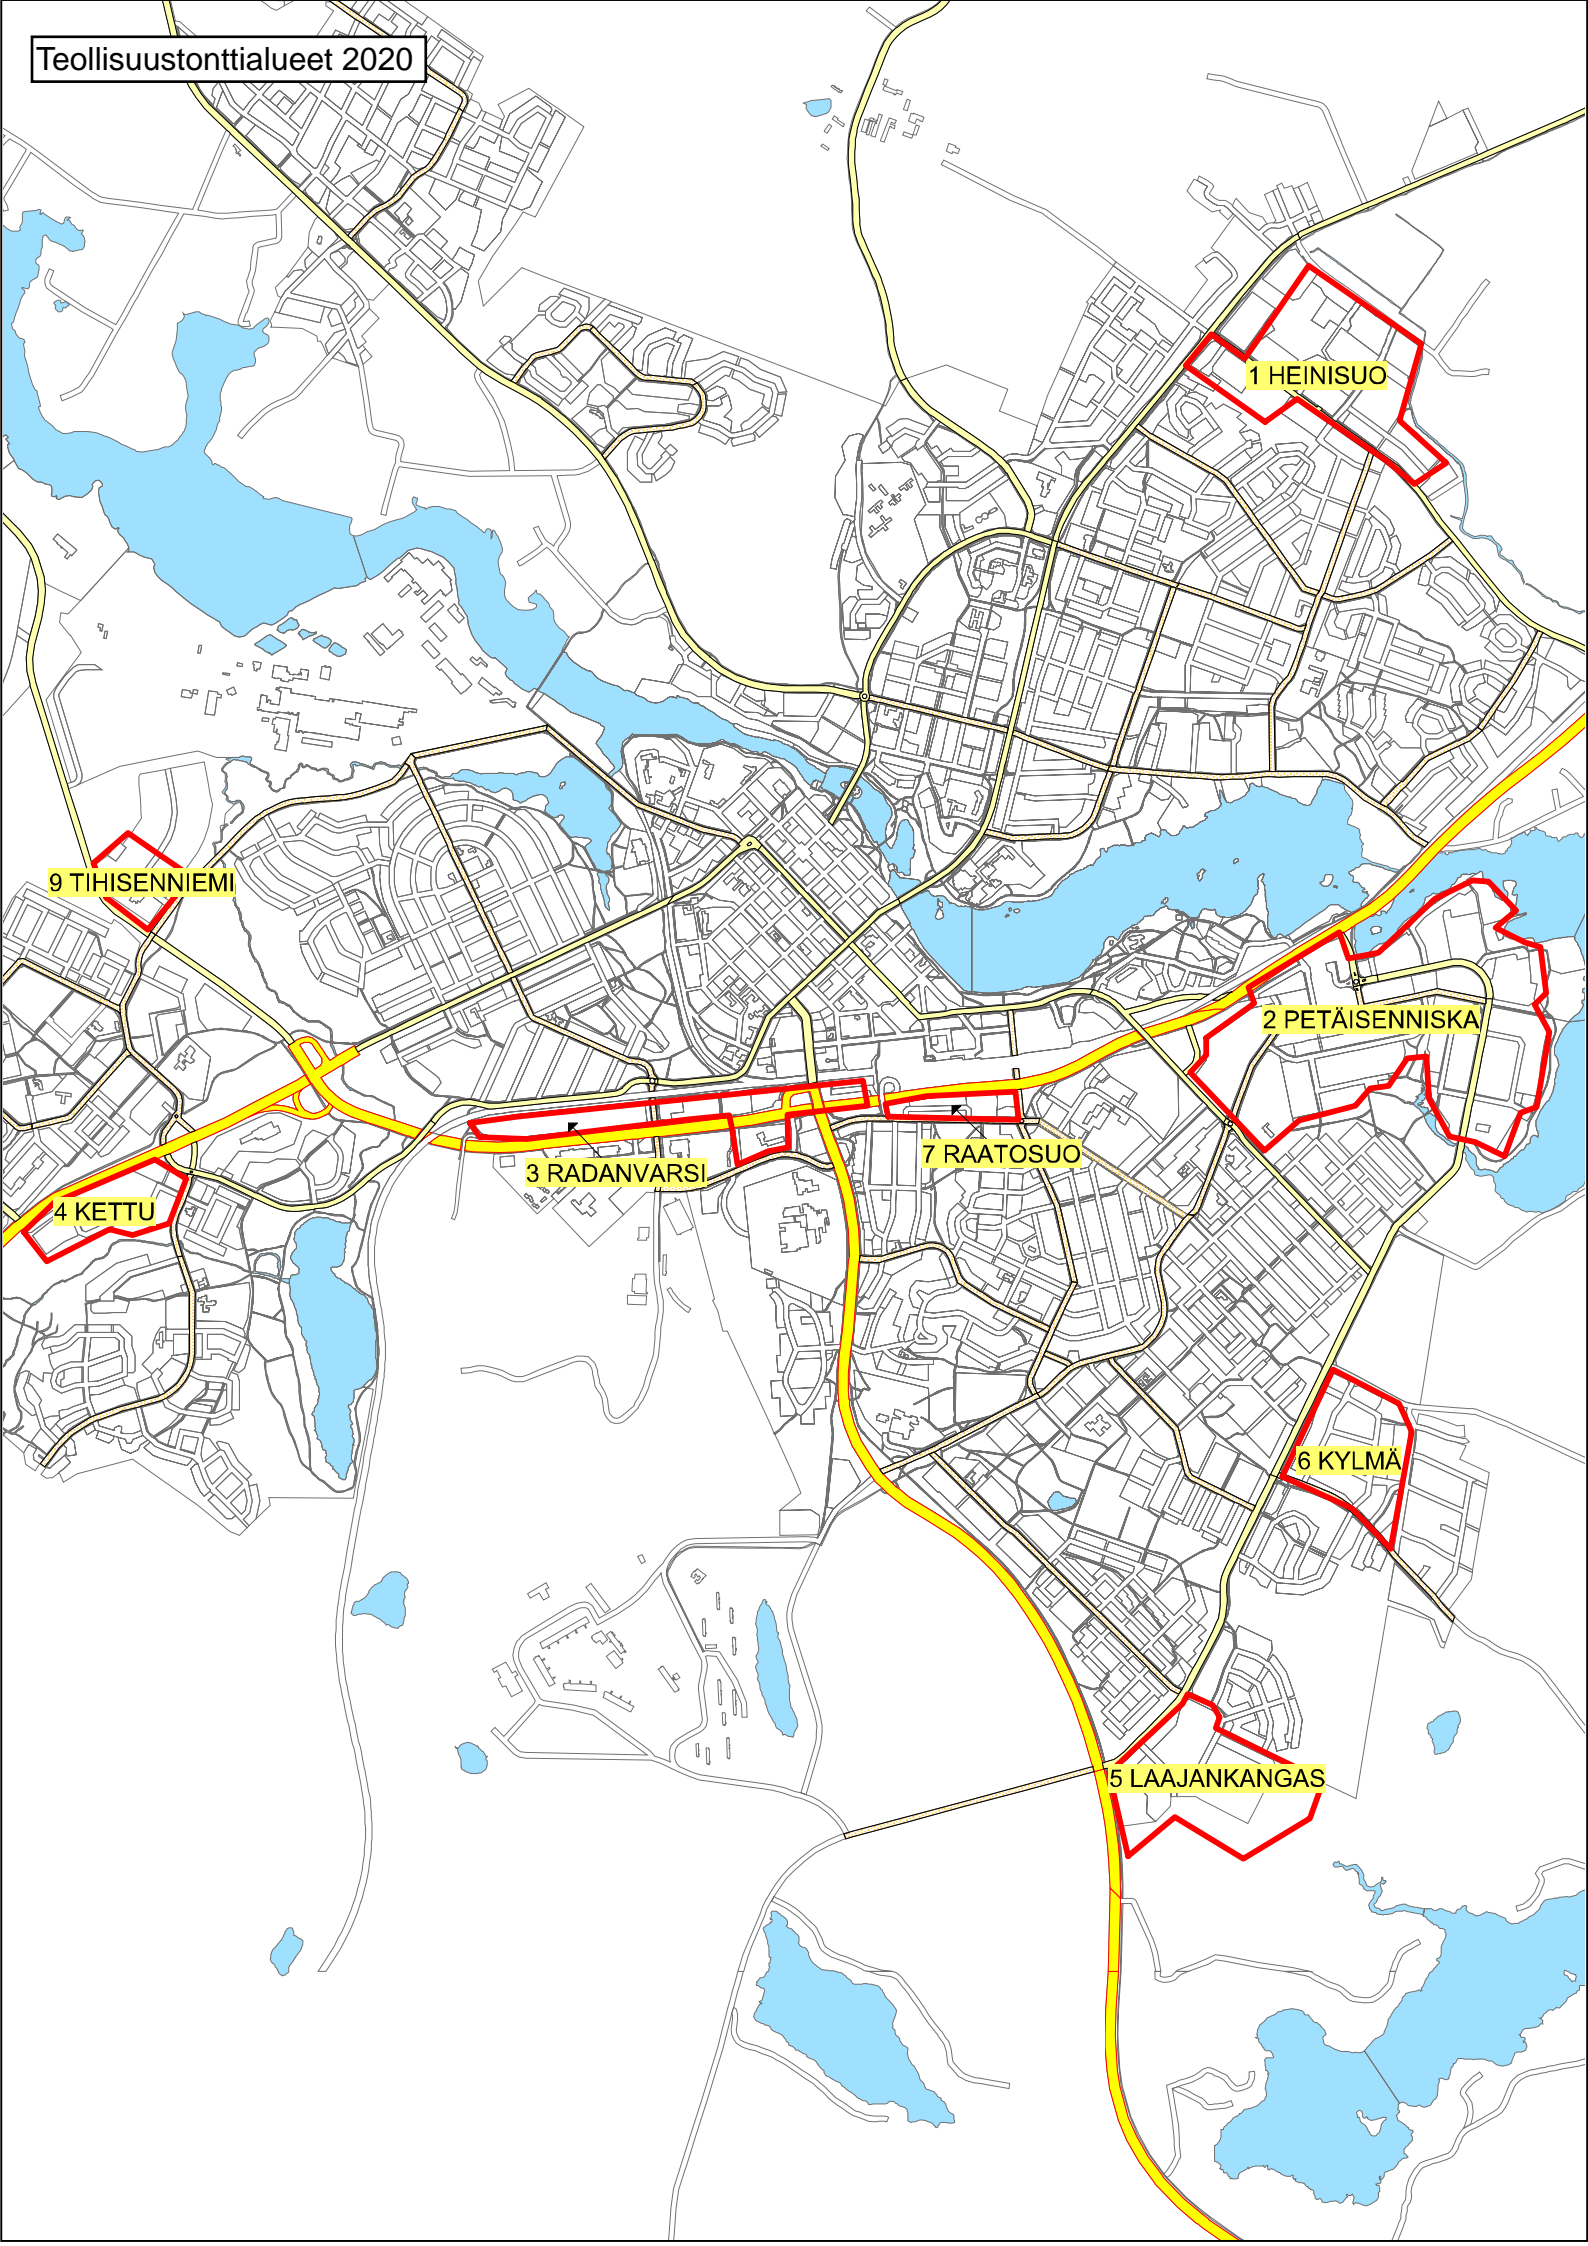 Teollisuustonttialueet 2020
1 HEINISUO
9 TIHISENNIEMI
2 PETÄISENNISKA
7 RAATOSUO
3 RADANVARSI
4 KETTU
6 KYLMÄ
5 LAAJANKANGAS